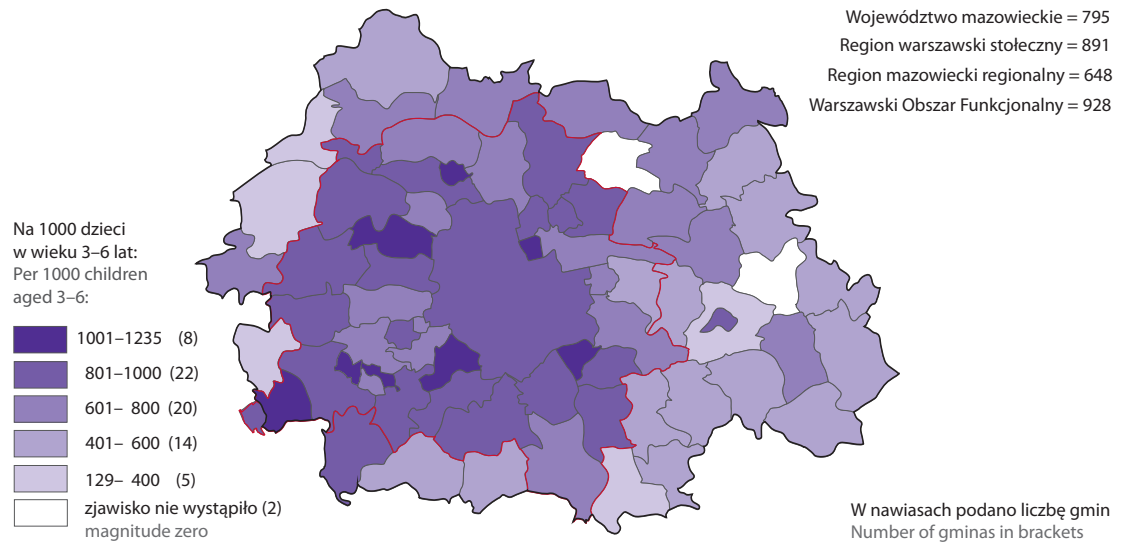 Województwo mazowieckie = 795
Region warszawski stołeczny = 891
Region mazowiecki regionalny = 648
Warszawski Obszar Funkcjonalny = 928
Na 1000 dzieci
w wieku 3–6 lat:
Per 1000 children
aged 3–6:
1001–1235 (8)
801–1000 (22)
601– 800 (20)
401– 600 (14)
129– 400 (5)
zjawisko nie wystąpiło (2)
magnitude zero
W nawiasach podano liczbę gmin
Number of gminas in brackets